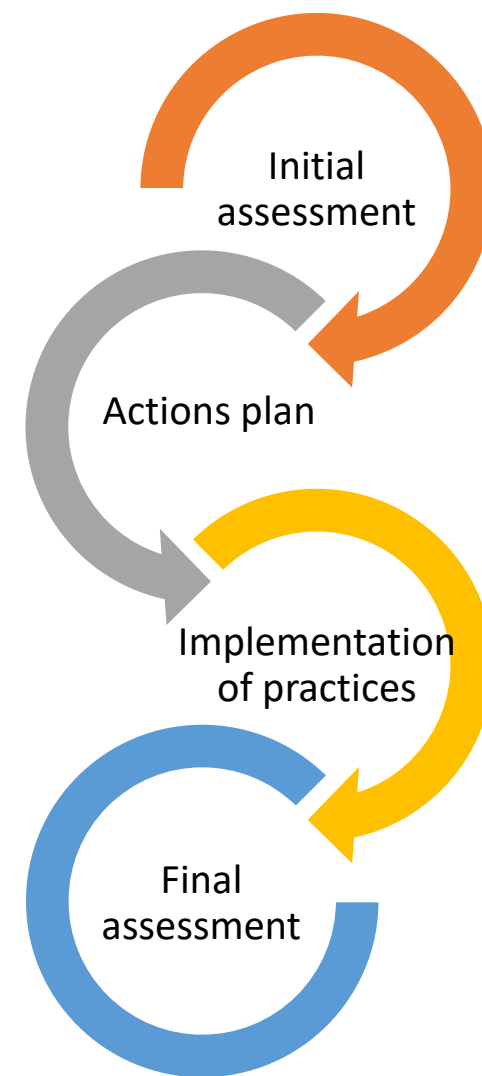 Initial
assessment
Actions plan
Implementation
of practices
Final
assessment